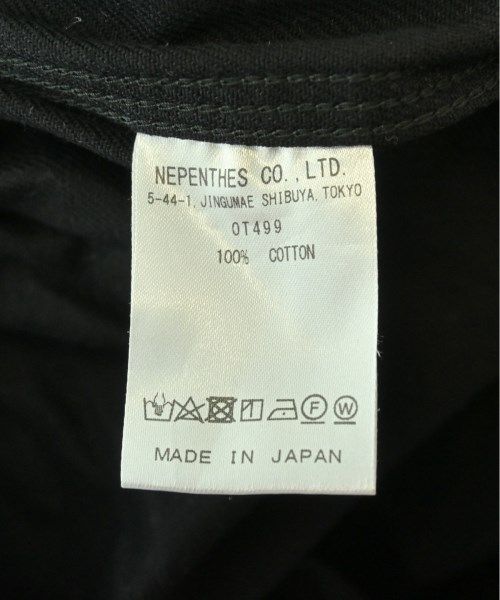 NEPENTHES CO.,LTD.
5-44-1, JINGUMAE SHIBUYA, TOKYO
OT499
100% COTTON
F W
MADE IN JAPAN